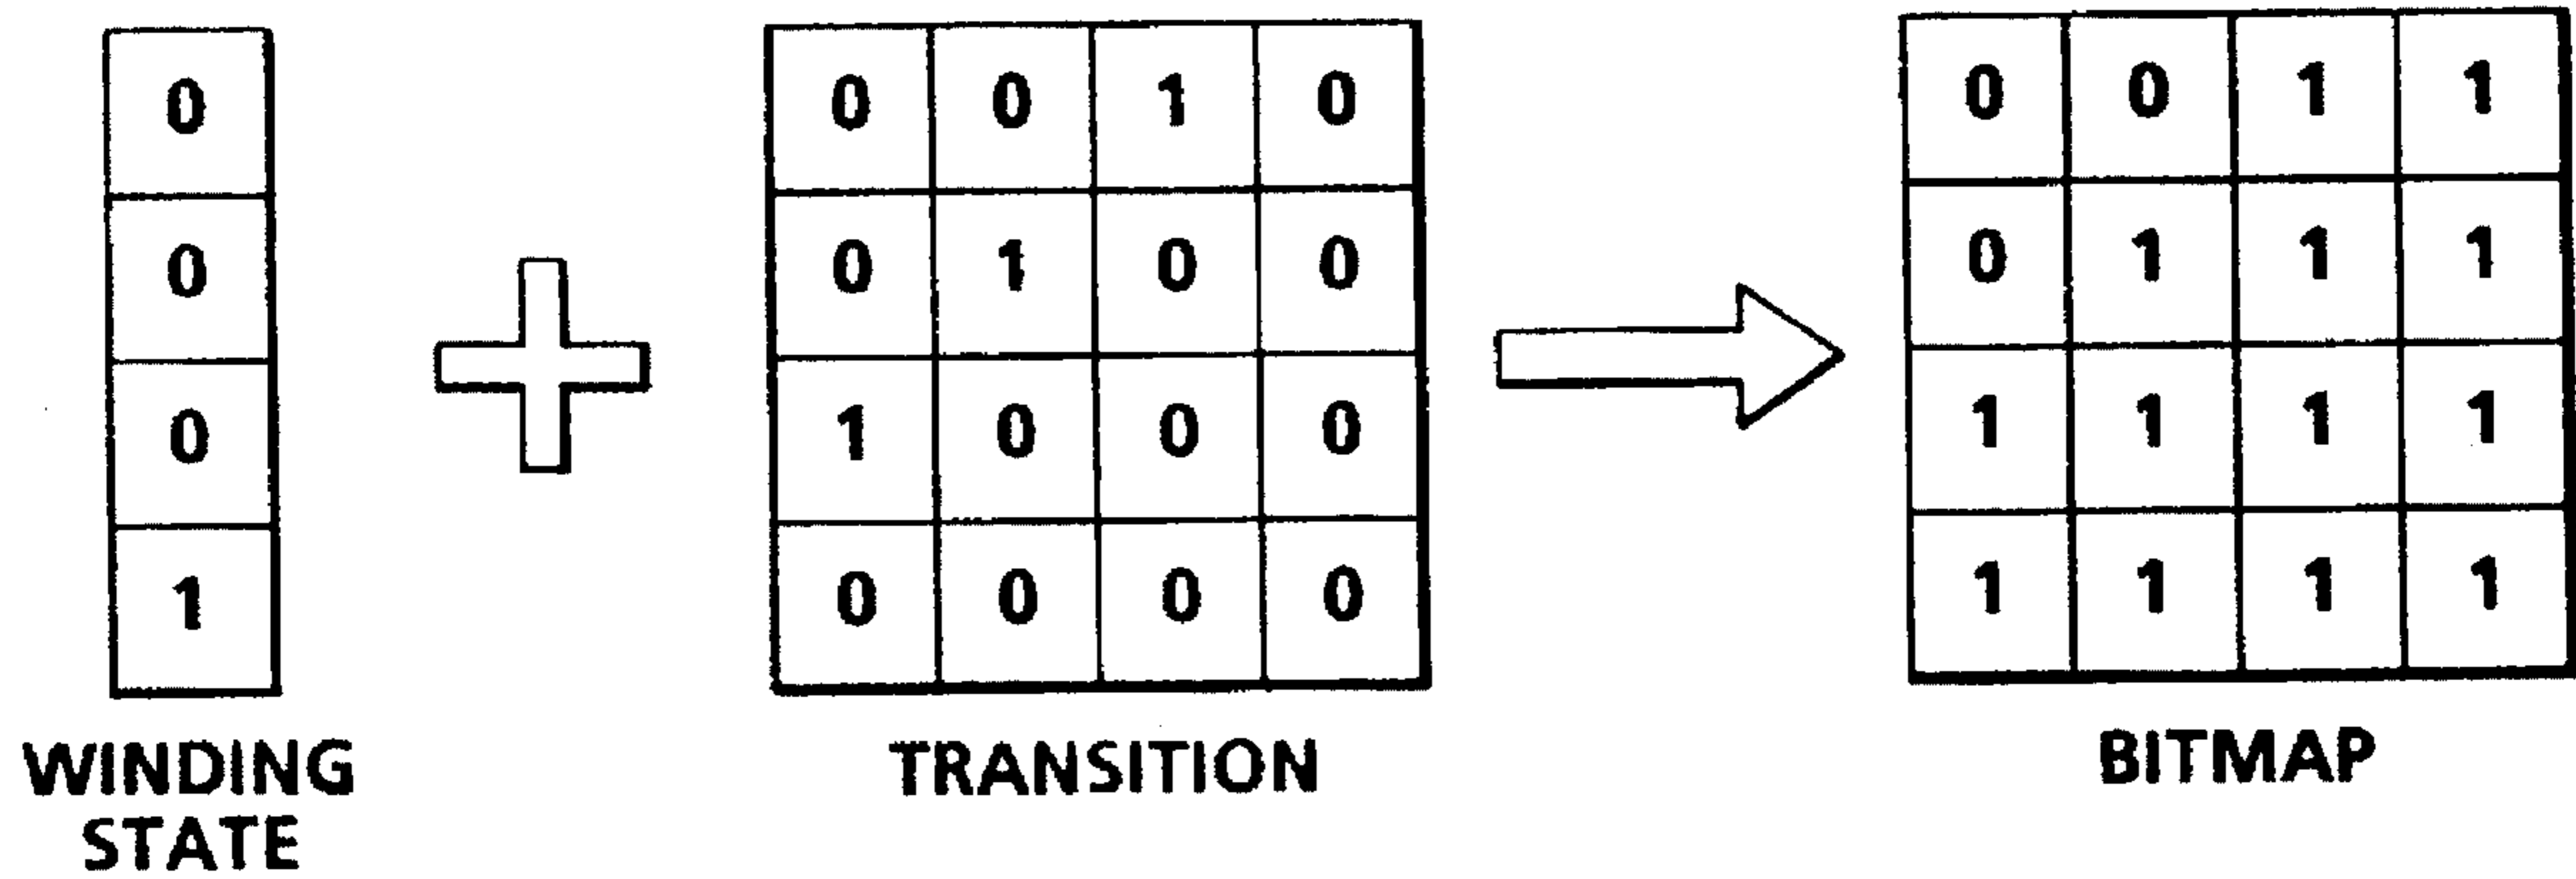 0
0
0
1
0 0 1 0
0 1 0 0
1 0 0 0
0 0 0 0
0 0 1 1
0 1 1 1
1 1 1 1
1 1 1 1
WINDING
STATE
TRANSITION
BITMAP